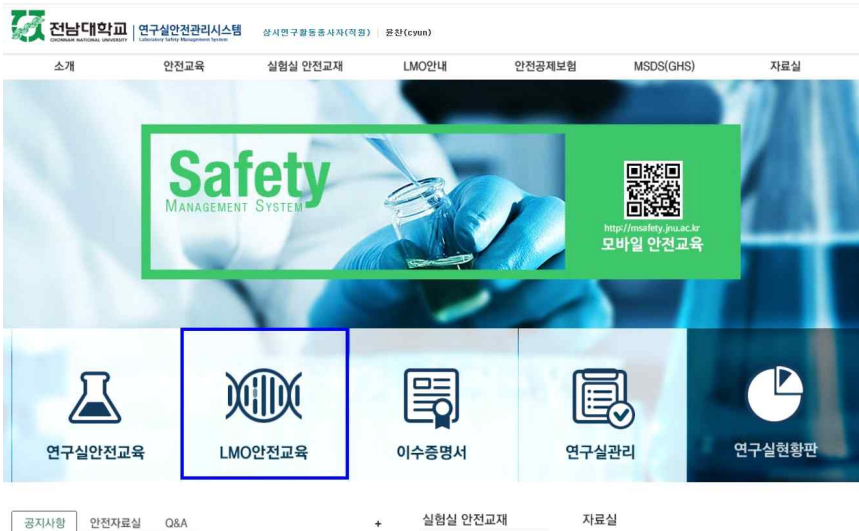 전남대학교 연구실안전관리시스템 상시연구활동종사자(직원) 윤찬(cyun)
CHONNAM NATIONAL UNIVERSITY Laboratory Safety Management System
소개 안전교육 실험실 안전교재 LMO안내 안전공제보험 MSDS(GHS) 자료실
Safety
MANAGEMENT SYSTEM
http://msafety.jnu.ac.kr
모바일 안전교육
연구실안전교육 LMO안전교육 이수증명서 연구실관리 연구실현황판
공지사항 안전자료실 Q&A + 실험실 안전교재 자료실